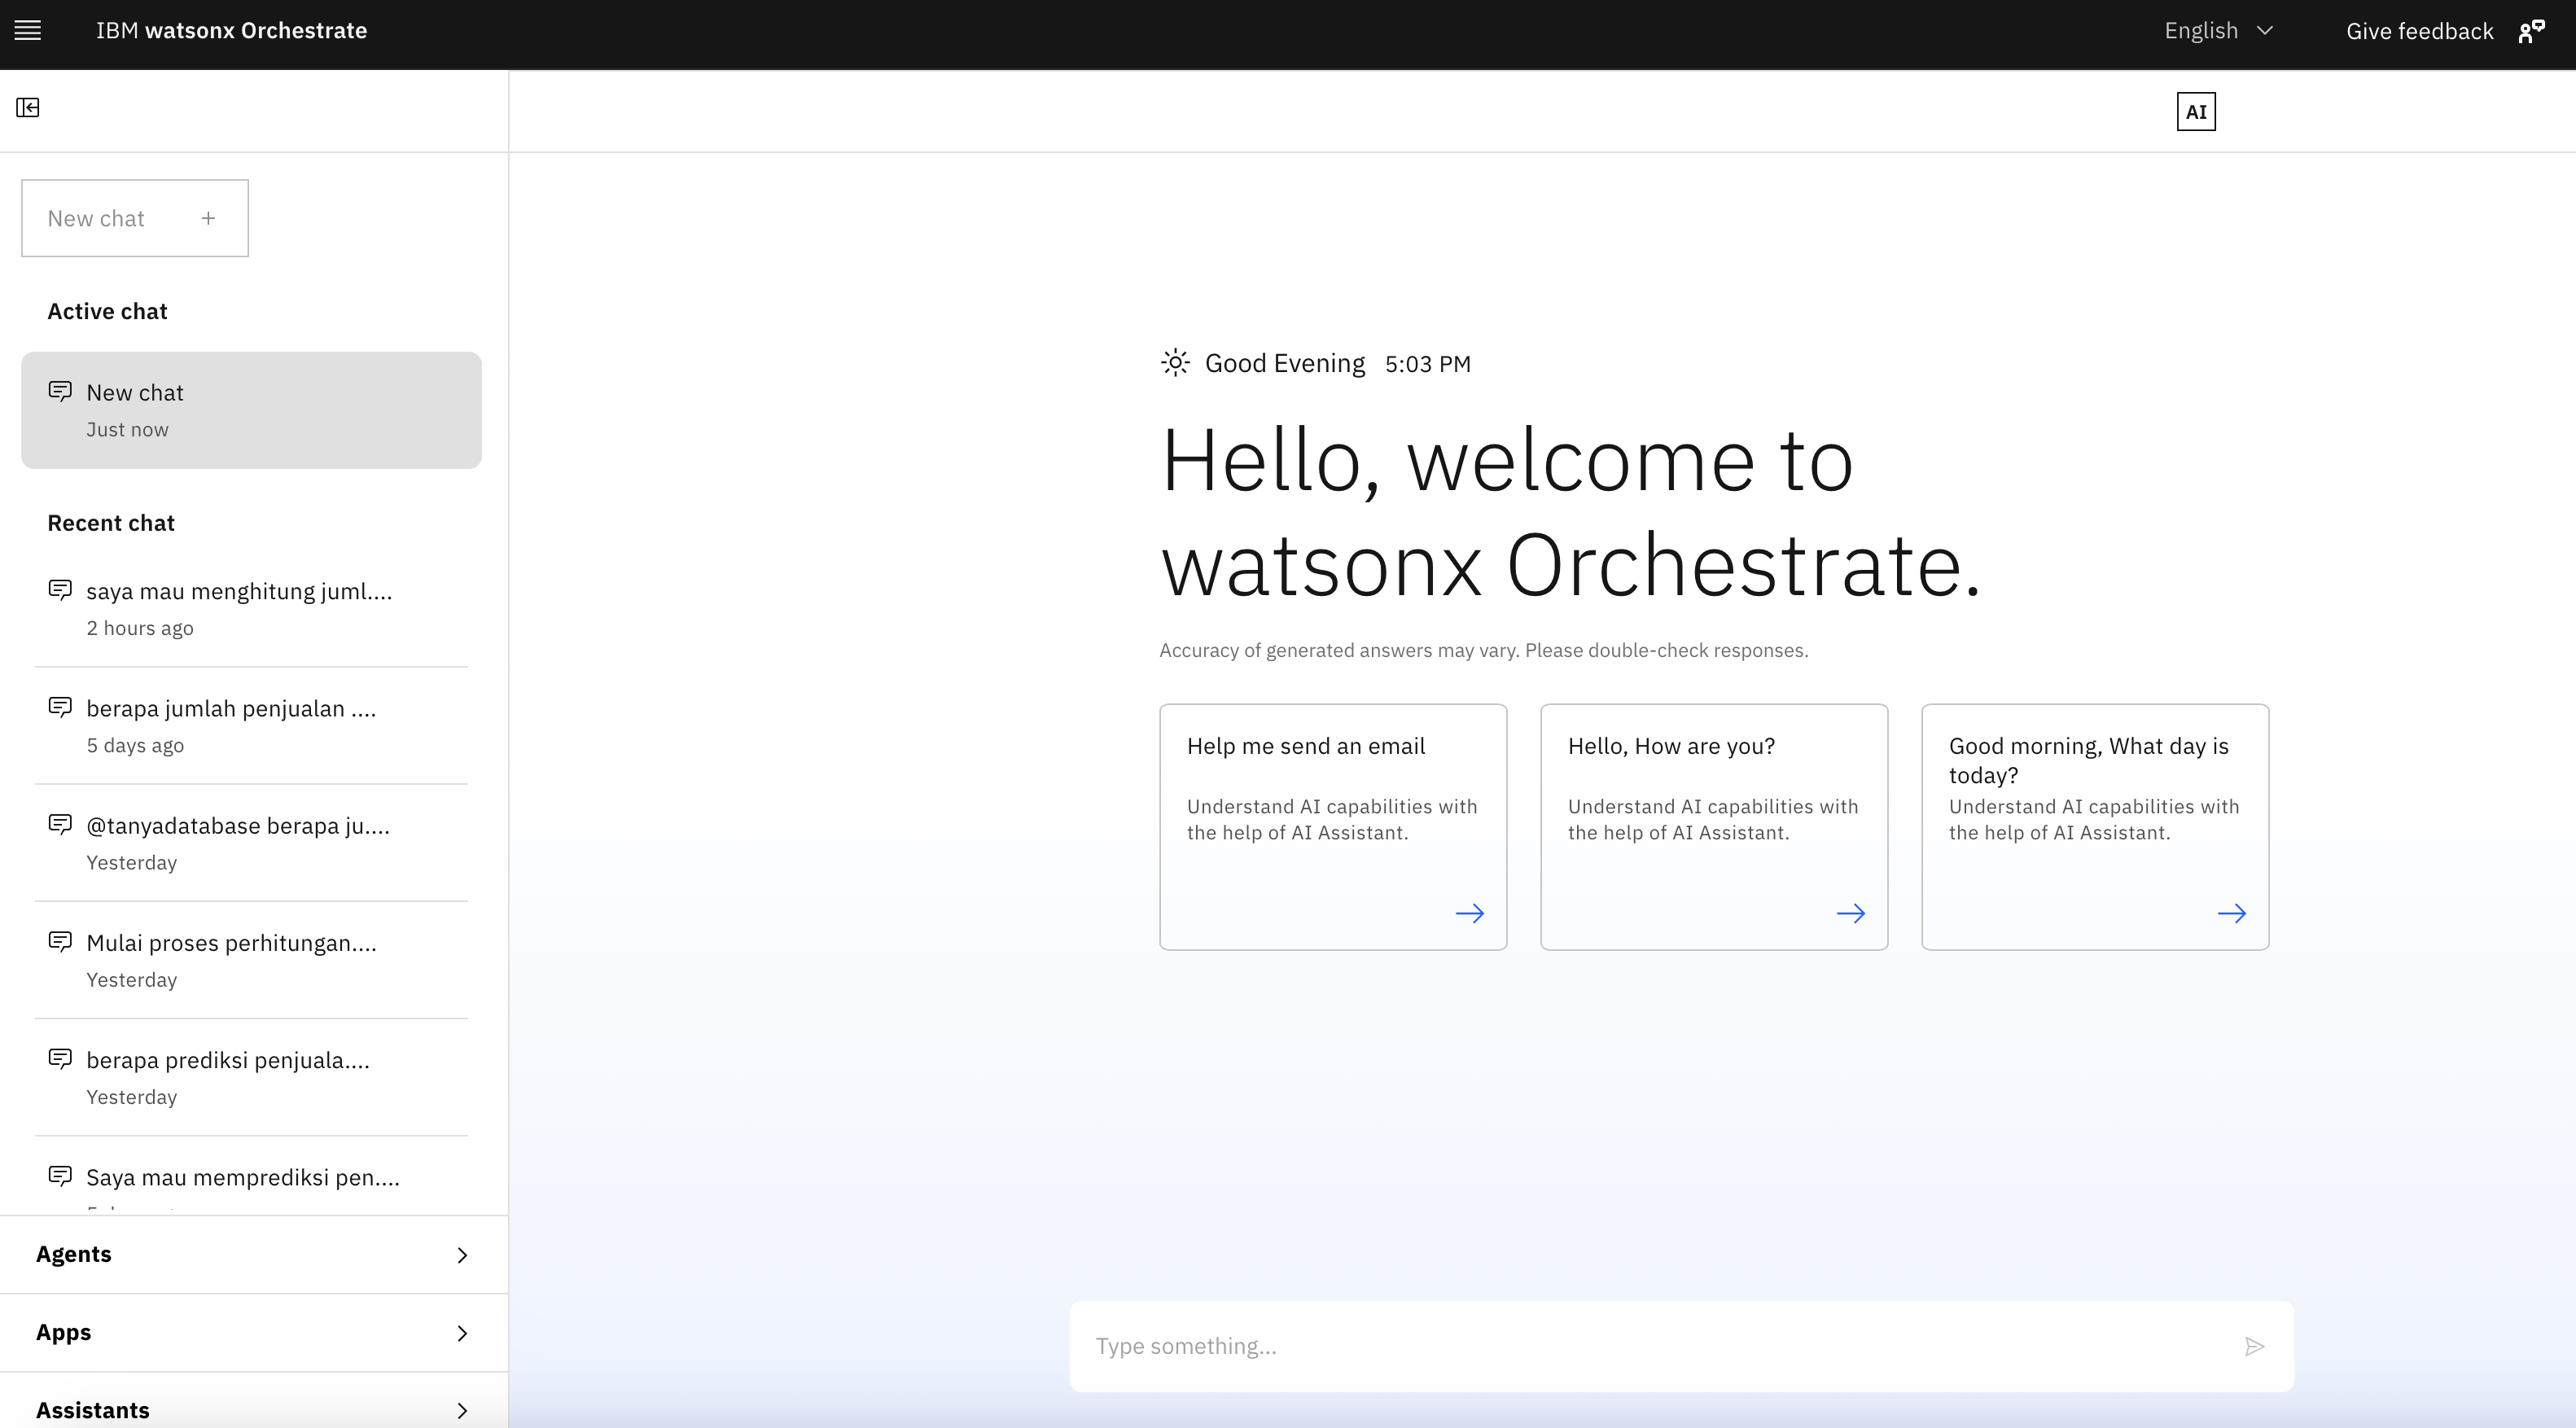 IBM watsonx Orchestrate
English
Give feedback
AI
New chat +
Active chat
New chat
Just now
Recent chat
saya mau menghitung juml....
2 hours ago
berapa jumlah penjualan ....
5 days ago
@tanyadatabase berapa ju....
Yesterday
Mulai proses perhitungan....
Yesterday
berapa prediksi penjuala....
Yesterday
Saya mau memprediksi pen....
Agents
Apps
Assistants
Good Evening 5:03 PM
Hello, welcome to
watsonx Orchestrate.
Accuracy of generated answers may vary. Please double-check responses.
Help me send an email
Understand AI capabilities with
the help of AI Assistant.
Hello, How are you?
Understand AI capabilities with
the help of AI Assistant.
Good morning, What day is
today?
Understand AI capabilities with
the help of AI Assistant.
Type something...